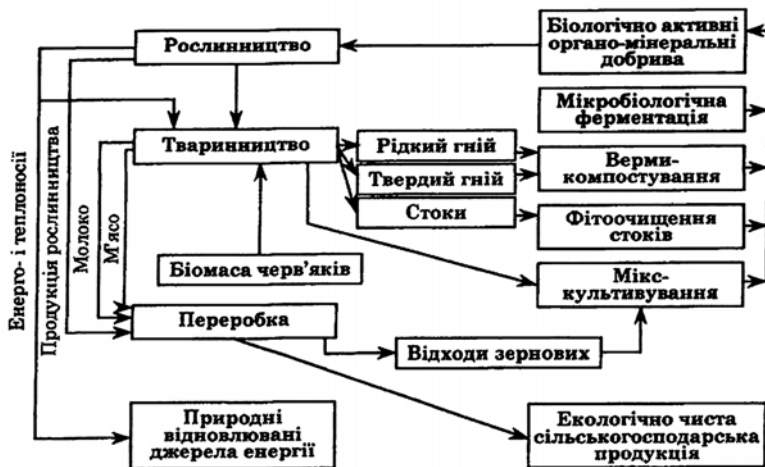 Рослинництво
Біологічно активні
органо-мінеральні
добрива
Мікробіологічна
ферментація
Тваринництво
Рідкий гній
Твердий гній
Стоки
Верми-
компостування
Фітоочищення
стоків
Біомаса черв’яків
Мікс-
культивування
Переробка
Відходи зернових
Природні
відновлювані
джерела енергії
Екологічно чиста
сільськогосподарська
продукція
Енерго- і теплоносії
Продукція рослинництва
Молоко
М'ясо